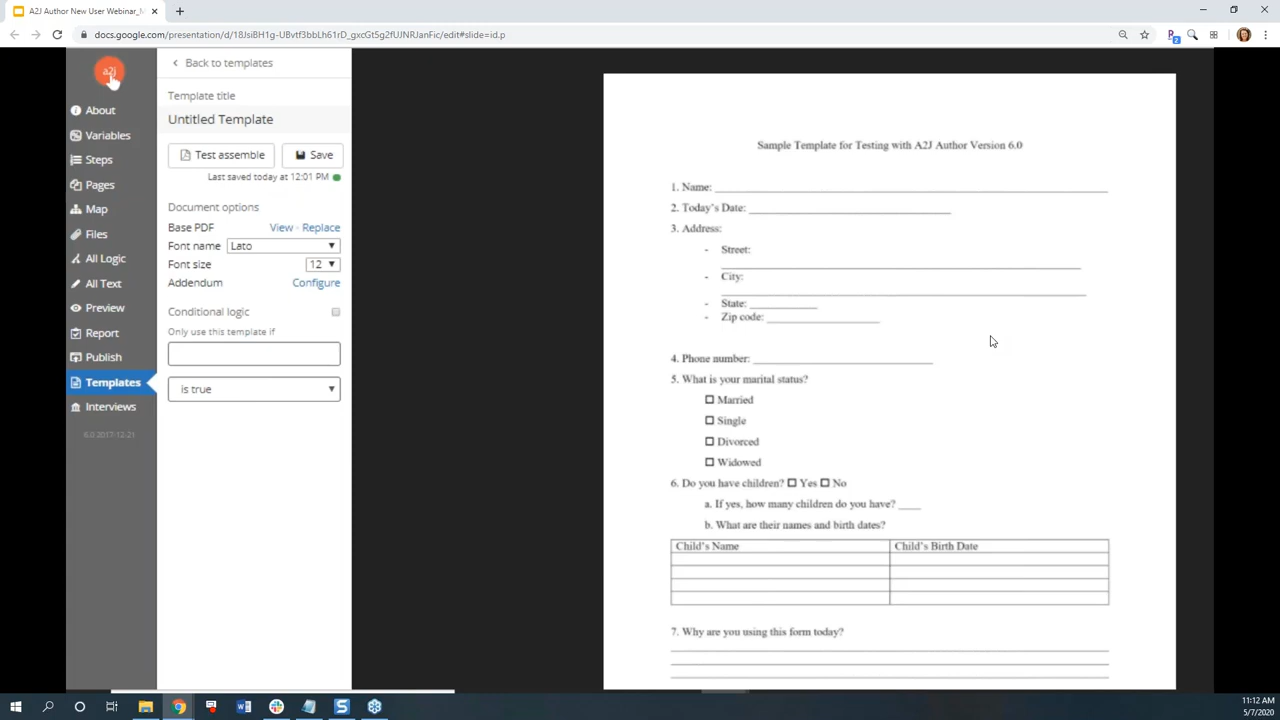 A2J Author New User Webinar_M
docs.google.com/presentation/d/18JsiBH1g-UBvtf3bbLh61rD_gxcGt5g2fUJNRJanFic/edit#slide=id.p
a2j
About
Variables
Steps
Pages
Map
Files
All Logic
All Text
Preview
Report
Publish
Templates
Interviews
6.0 2017-12-21
Back to templates
Template title
Untitled Template
Test assemble Save
Last saved today at 12:01 PM
Document options
Base PDF View - Replace
Font name Lato
Font size 12
Addendum Configure
Conditional logic
Only use this template if
is true
Sample Template for Testing with A2J Author Version 6.0
1. Name:
2. Today's Date:
3. Address:
- Street:
- City:
- State:
- Zip code:
4. Phone number:
5. What is your marital status?
Married
Single
Divorced
Widowed
6. Do you have children? Yes No
a. If yes, how many children do you have?
b. What are their names and birth dates?
Child's Name Child's Birth Date
7. Why are you using this form today?
11:12 AM
5/7/2020